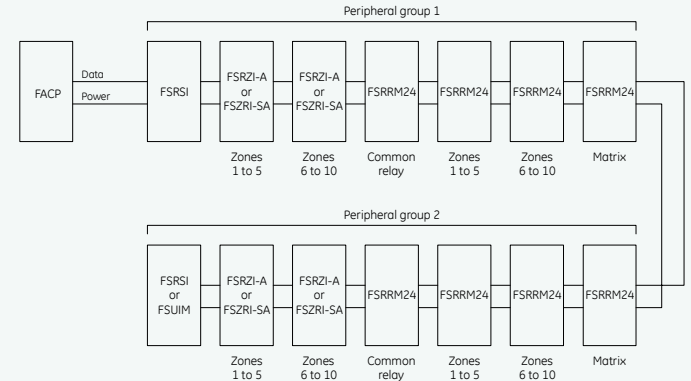 Peripheral group 1
FACP
Data
Power
FSRSI
FSRZI-A
or
FSZRI-SA
FSRZI-A
or
FSZRI-SA
FSRRM24
FSRRM24
FSRRM24
FSRRM24
Zones
1 to 5
Zones
6 to 10
Common
relay
Zones
1 to 5
Zones
6 to 10
Matrix
Peripheral group 2
FSRSI
or
FSUIM
FSRZI-A
or
FSZRI-SA
FSRZI-A
or
FSZRI-SA
FSRRM24
FSRRM24
FSRRM24
FSRRM24
Zones
1 to 5
Zones
6 to 10
Common
relay
Zones
1 to 5
Zones
6 to 10
Matrix